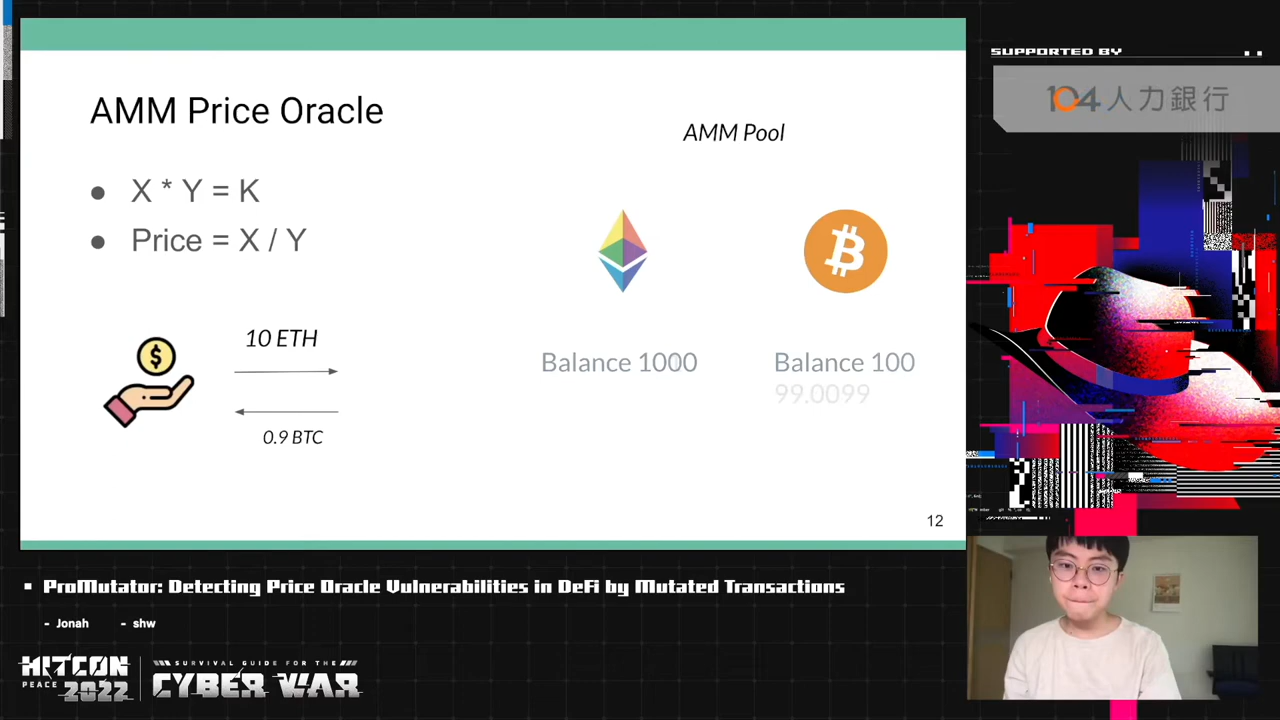 AMM Price Oracle
AMM Pool
● X * Y = K
● Price = X / Y
10 ETH
0.9 BTC
Balance 1000
Balance 100
99.0099
12
SUPPORTED BY
104人力銀行
ProMutator: Detecting Price Oracle Vulnerabilities in DeFi by Mutated Transactions
- Jonah - shw
HITCON
PEACE 2022
SURVIVAL GUIDE FOR THE
CYBER WAR